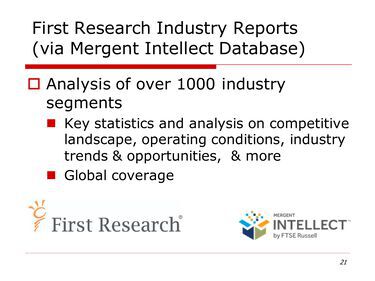 First Research Industry Reports
(via Mergent Intellect Database)
Analysis of over 1000 industry
segments
Key statistics and analysis on competitive
landscape, operating conditions, industry
trends & opportunities, & more
Global coverage
First Research®
MERGENT
INTELLECT™
by FTSE Russell
21